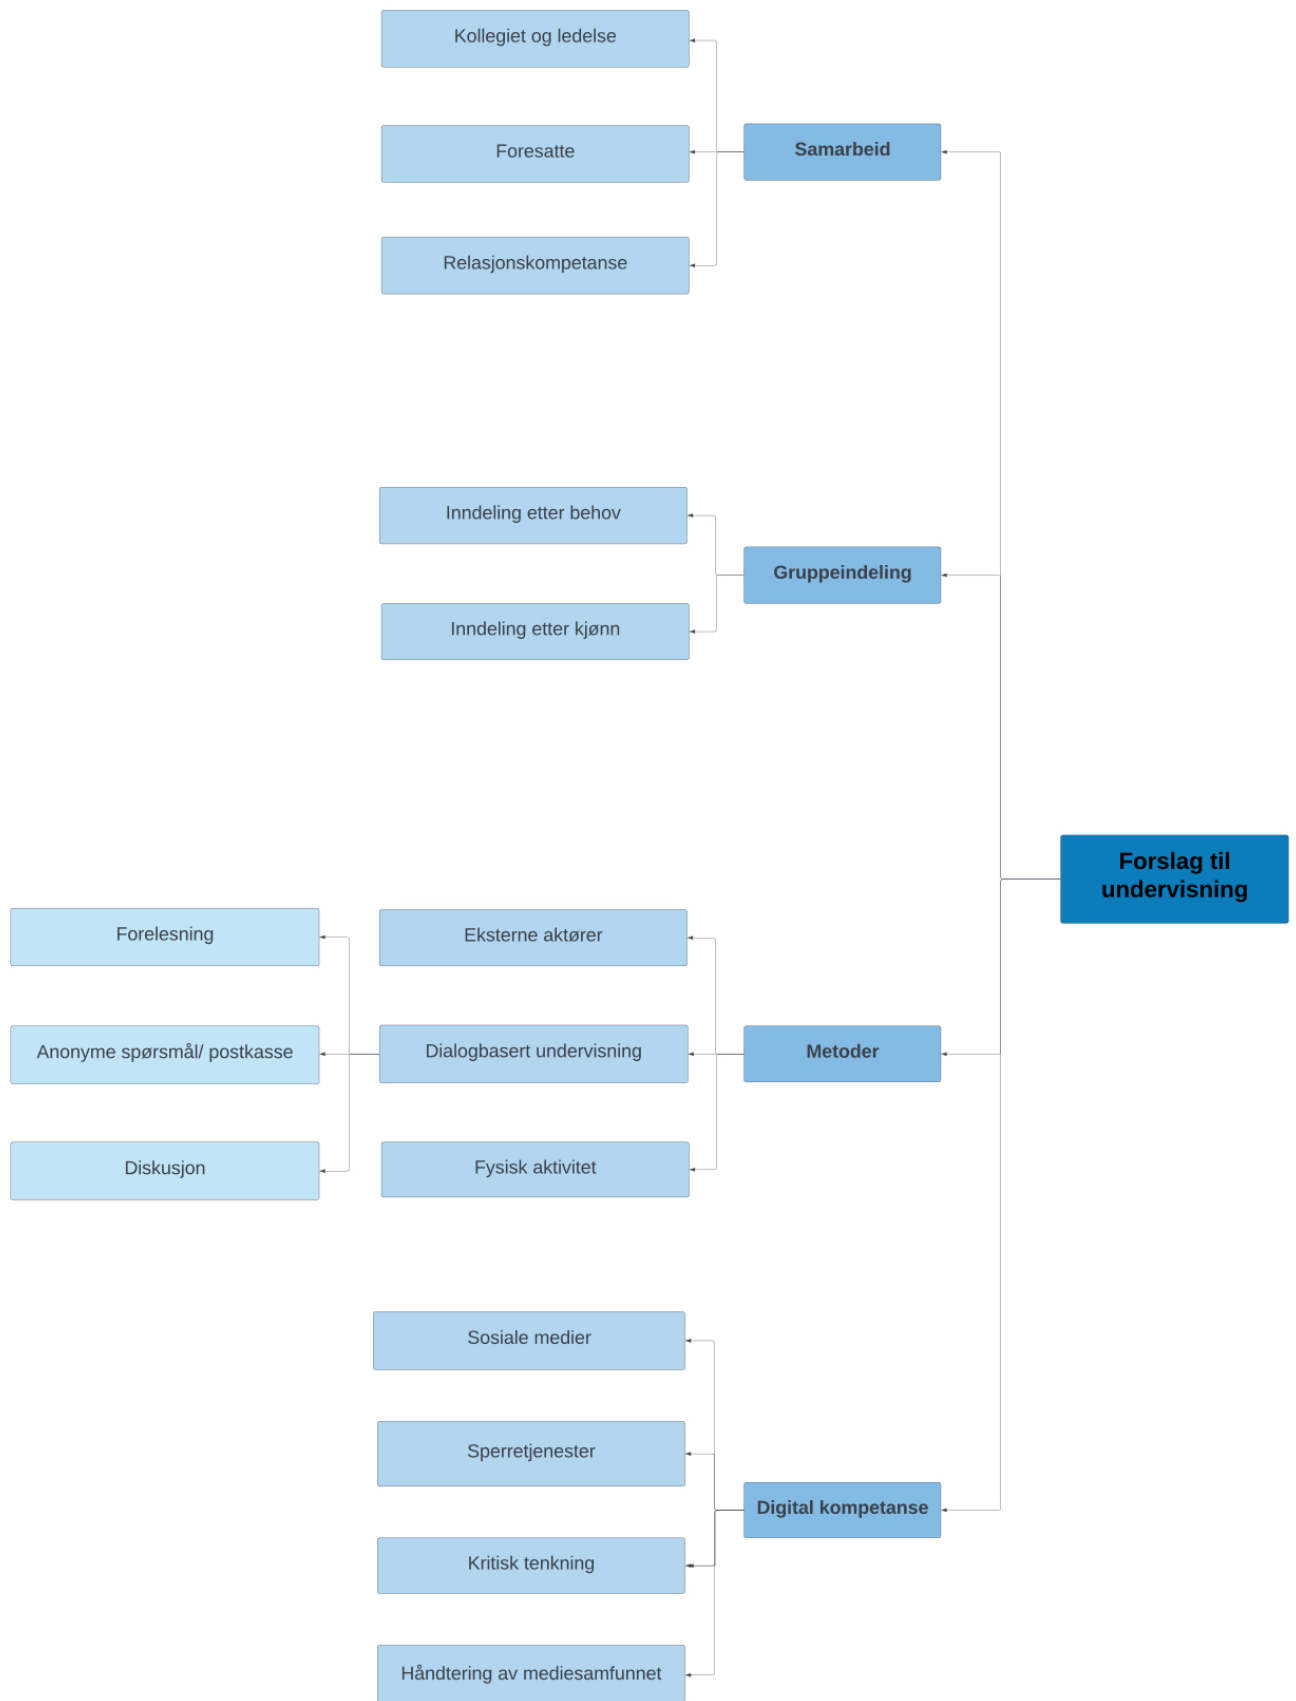 Kollegiet og ledelse
Foresatte
Samarbeid
Relasjonskompetanse
Inndeling etter behov
Gruppeindeling
Inndeling etter kjønn
Forslag til
undervisning
Forelesning
Eksterne aktører
Anonyme spørsmål/ postkasse
Dialogbasert undervisning
Metoder
Diskusjon
Fysisk aktivitet
Sosiale medier
Sperretjenester
Digital kompetanse
Kritisk tenkning
Håndtering av mediesamfunnet